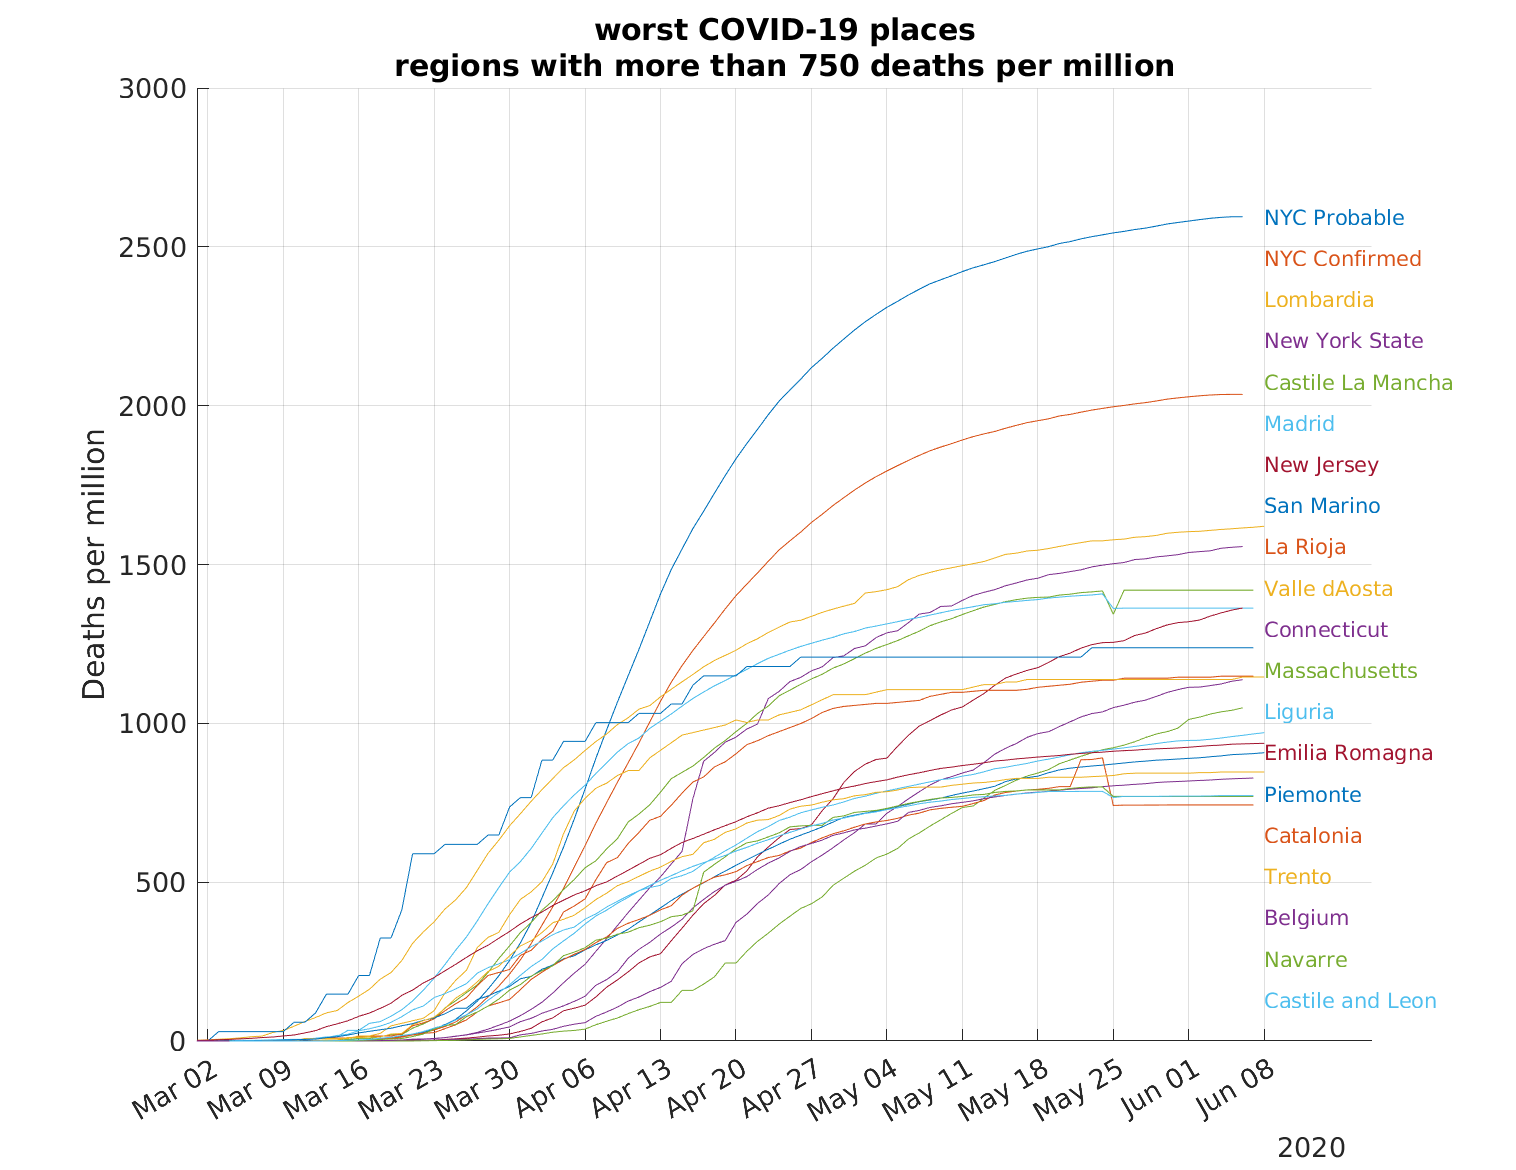 worst COVID-19 places
regions with more than 750 deaths per million
Deaths per million
3000
2500
2000
1500
1000
500
0
NYC Probable
NYC Confirmed
Lombardia
New York State
Castile La Mancha
Madrid
New Jersey
San Marino
La Rioja
Valle dAosta
Connecticut
Massachusetts
Liguria
Emilia Romagna
Piemonte
Catalonia
Trento
Belgium
Navarre
Castile and Leon
Mar 02 Mar 09 Mar 16 Mar 23 Mar 30 Apr 06 Apr 13 Apr 20 Apr 27 May 04 May 11 May 18 May 25 Jun 01 Jun 08
2020